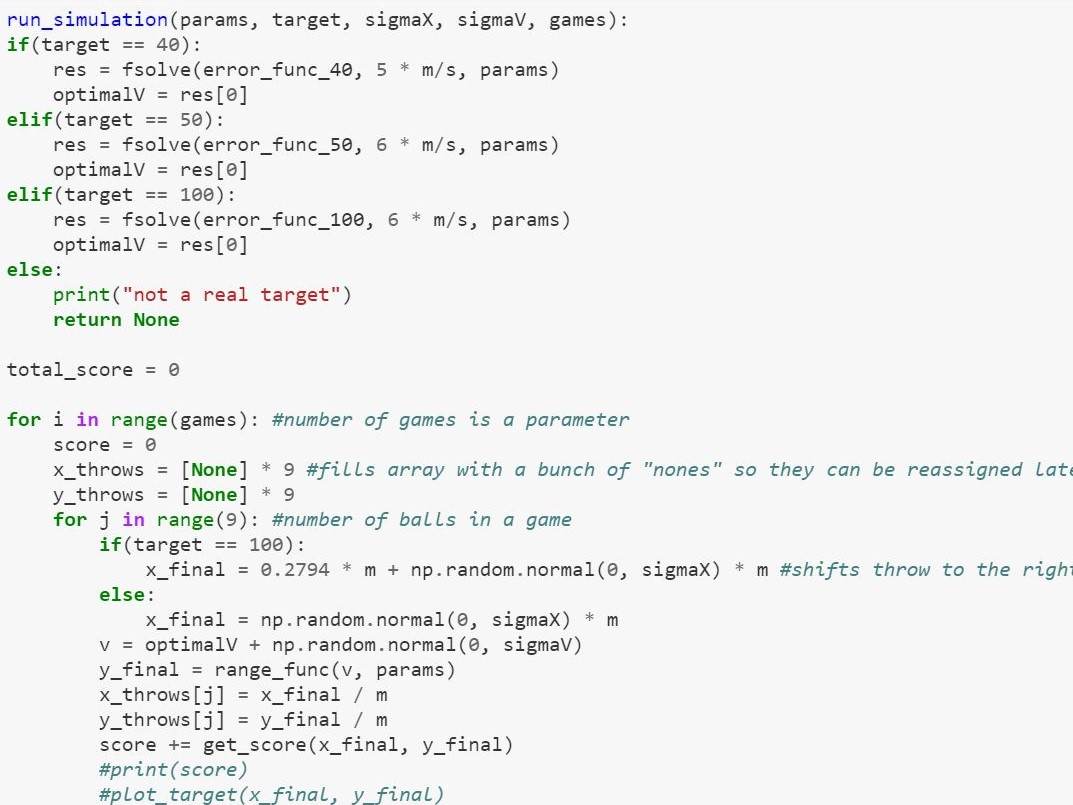 run_simulation(params, target, sigmaX, sigmaV, games):
if(target == 40):
    res = fsolve(error_func_40, 5 * m/s, params)
    optimalV = res[0]
elif(target == 50):
    res = fsolve(error_func_50, 6 * m/s, params)
    optimalV = res[0]
elif(target == 100):
    res = fsolve(error_func_100, 6 * m/s, params)
    optimalV = res[0]
else:
    print("not a real target")
    return None

total_score = 0

for i in range(games): #number of games is a parameter
    score = 0
    x_throws = [None] * 9 #fills array with a bunch of "nones" so they can be reassigned late
    y_throws = [None] * 9
    for j in range(9): #number of balls in a game
        if(target == 100):
            x_final = 0.2794 * m + np.random.normal(0, sigmaX) * m #shifts throw to the right
        else:
            x_final = np.random.normal(0, sigmaX) * m
        v = optimalV + np.random.normal(0, sigmaV)
        y_final = range_func(v, params)
        x_throws[j] = x_final / m
        y_throws[j] = y_final / m
        score += get_score(x_final, y_final)
        #print(score)
        #plot_target(x_final, y_final)